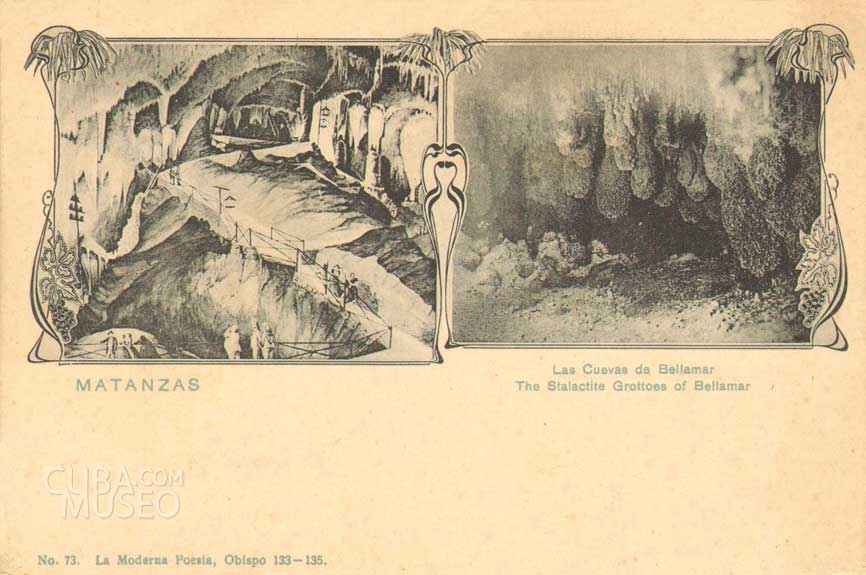 MATANZAS
Las Cuevas de Bellamar
The Stalactite Grottoes of Bellamar
CUBA.COM
MUSEO
No. 73. La Moderna Poesia, Obispo 133—135.